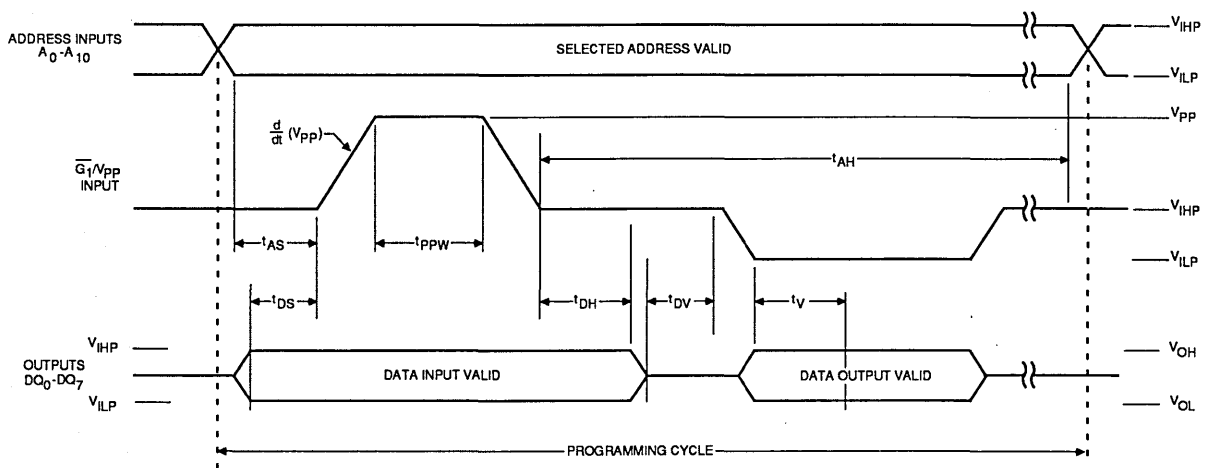 ADDRESS INPUTS
A0-A10
SELECTED ADDRESS VALID
VIHP
VILP
VPP
d/dt (VPP)
tAH
G1/VPP
INPUT
VIHP
tAS
tPPW
VILP
tDS
tDH
tDV
tV
VIHP
OUTPUTS
DQ0-DQ7
VILP
DATA INPUT VALID
DATA OUTPUT VALID
VOH
VOL
PROGRAMMING CYCLE